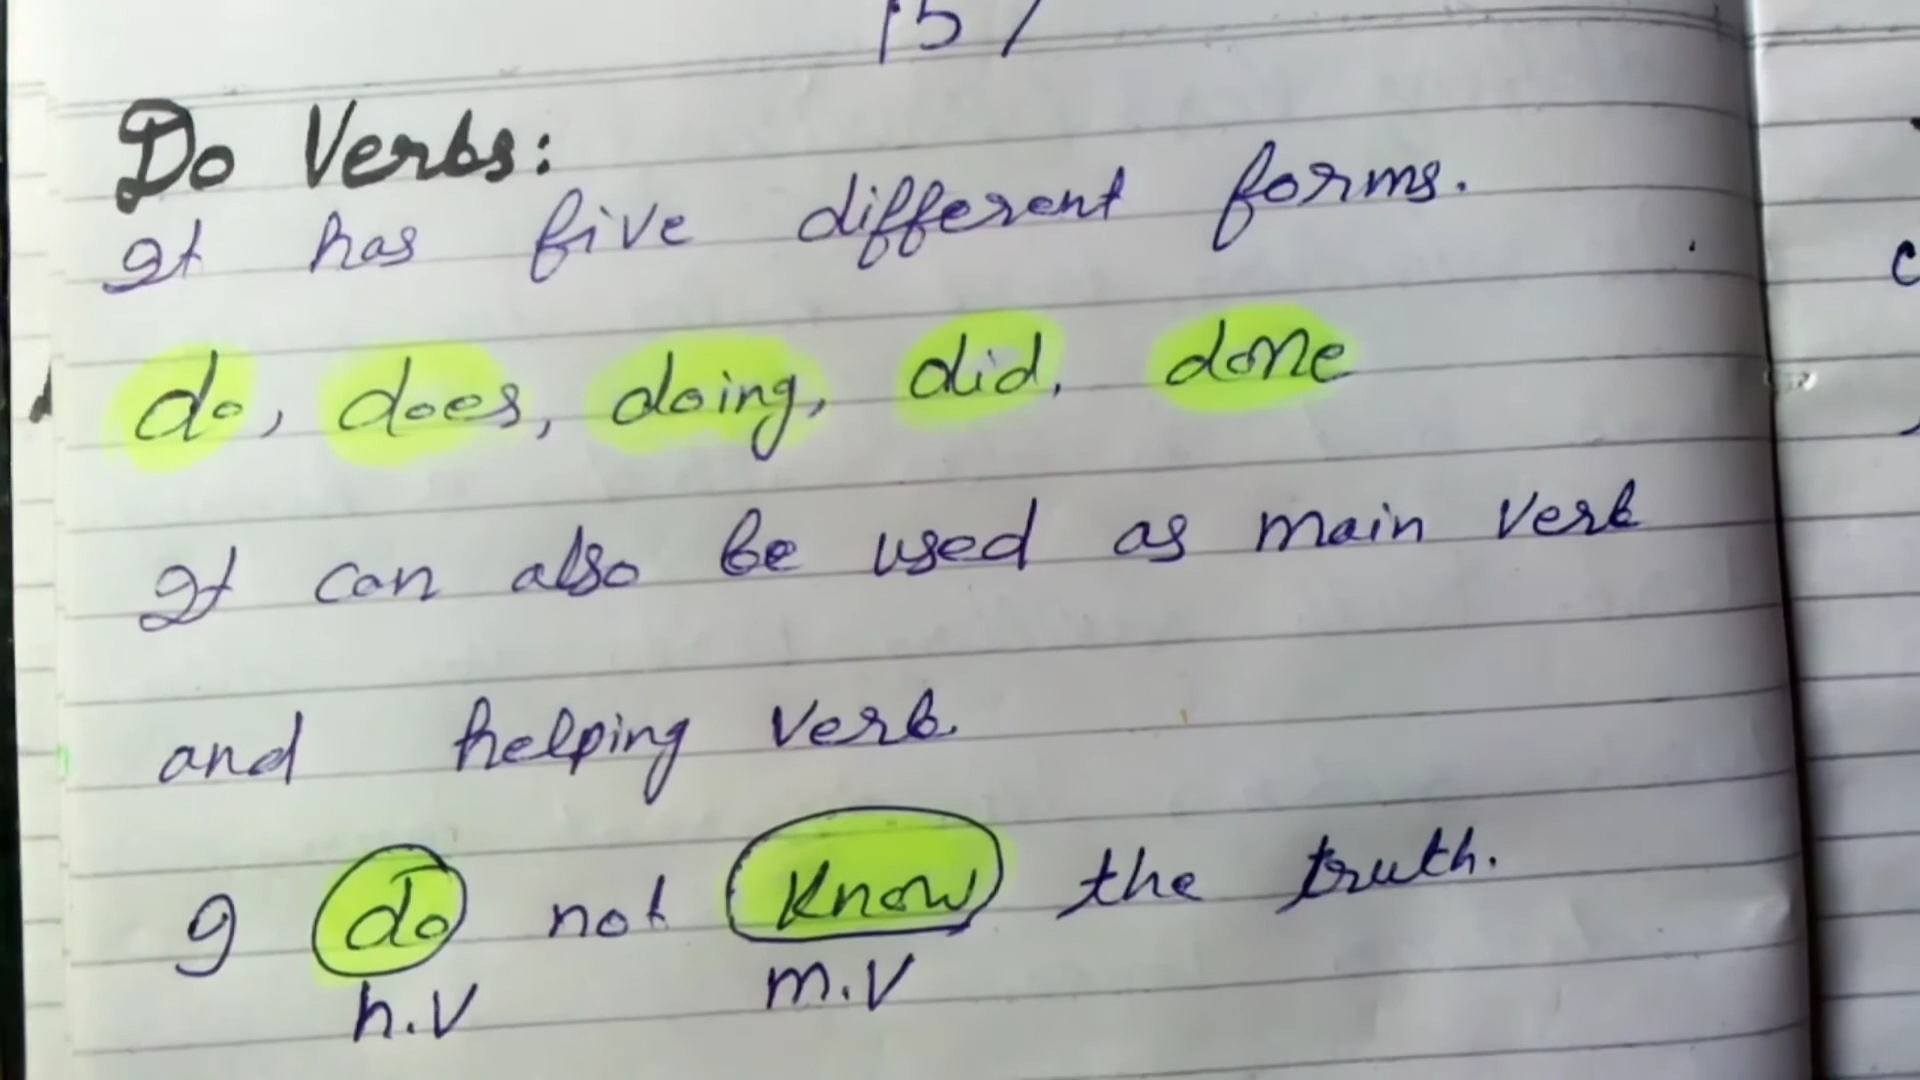 Do Verbs:
It has five different forms.
do, does, doing, did, done
It can also be used as main verb
and helping verb.
I do not know the truth.
h.v m.v